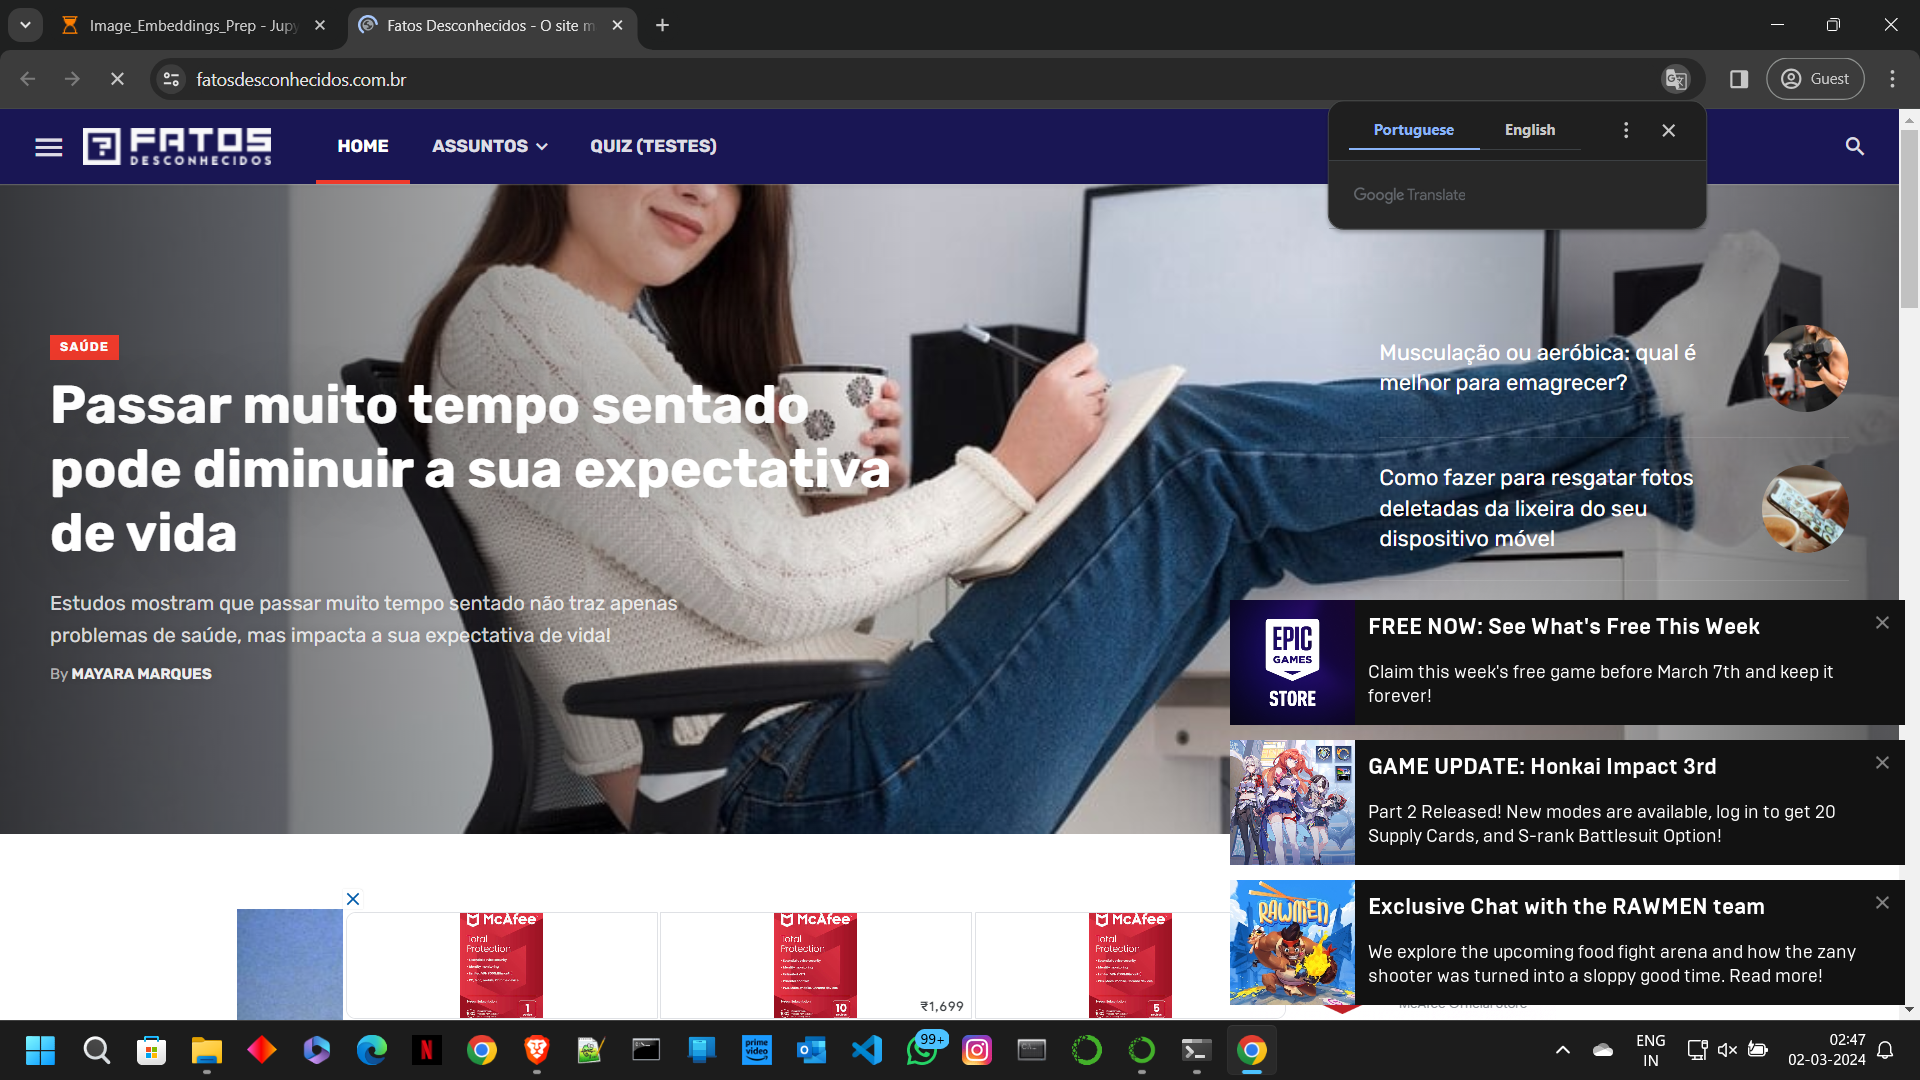 Image_Embeddings_Prep - Jupy
Fatos Desconhecidos - O site m
fatosdesconhecidos.com.br
Guest
FATOS
DESCONHECIDOS
HOME
ASSUNTOS
QUIZ (TESTES)
Portuguese
English
Google Translate
SAÚDE
Passar muito tempo sentado
pode diminuir a sua expectativa
de vida
Estudos mostram que passar muito tempo sentado não traz apenas
problemas de saúde, mas impacta a sua expectativa de vida!
By MAYARA MARQUES
Musculação ou aeróbica: qual é
melhor para emagrecer?
Como fazer para resgatar fotos
deletadas da lixeira do seu
dispositivo móvel
EPIC
GAMES
STORE
FREE NOW: See What's Free This Week
Claim this week's free game before March 7th and keep it
forever!
GAME UPDATE: Honkai Impact 3rd
Part 2 Released! New modes are available, log in to get 20
Supply Cards, and S-rank Battlesuit Option!
RAWMEN
Exclusive Chat with the RAWMEN team
We explore the upcoming food fight arena and how the zany
shooter was turned into a sloppy good time. Read more!
McAfee
Total
Protection
1
McAfee
Total
Protection
10
₹1,699
McAfee
Total
Protection
5
McAfee Official Store
prime
video
99+
ENG
IN
02:47
02-03-2024